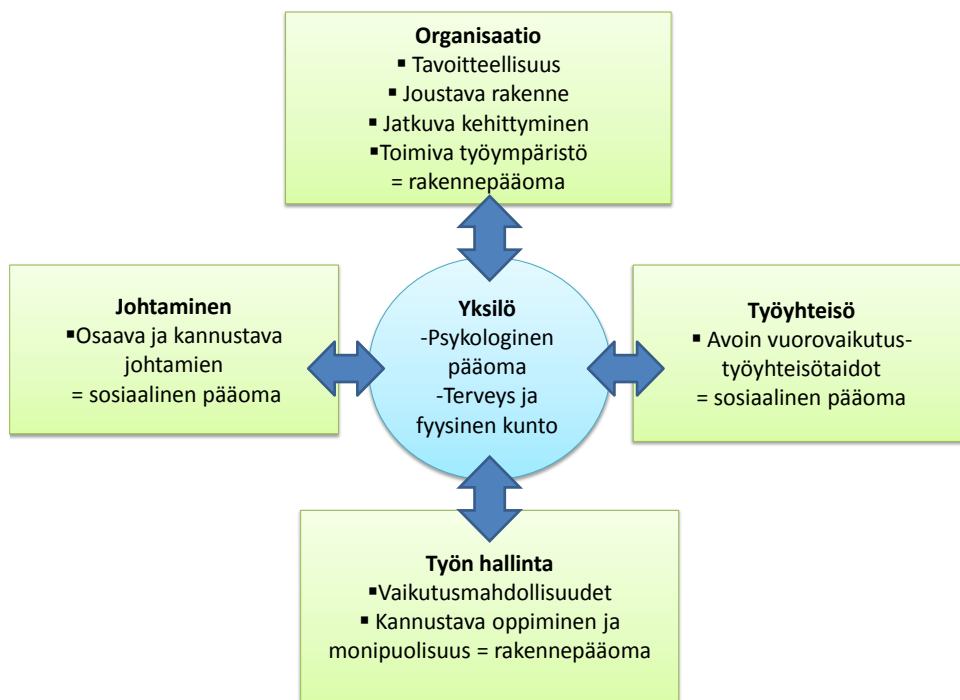 Organisaatio
▪ Tavoitteellisuus
▪ Joustava rakenne
▪ Jatkuva kehittyminen
▪Toimiva työympäristö
= rakennepääoma
Johtaminen
▪Osaava ja kannustava
johtamien
= sosiaalinen pääoma
Yksilö
-Psykologinen
pääoma
-Terveys ja
fyysinen kunto
Työyhteisö
▪ Avoin vuorovaikutus-
työyhteisötaidot
= sosiaalinen pääoma
Työn hallinta
▪Vaikutusmahdollisuudet
▪ Kannustava oppiminen ja
monipuolisuus = rakennepääoma